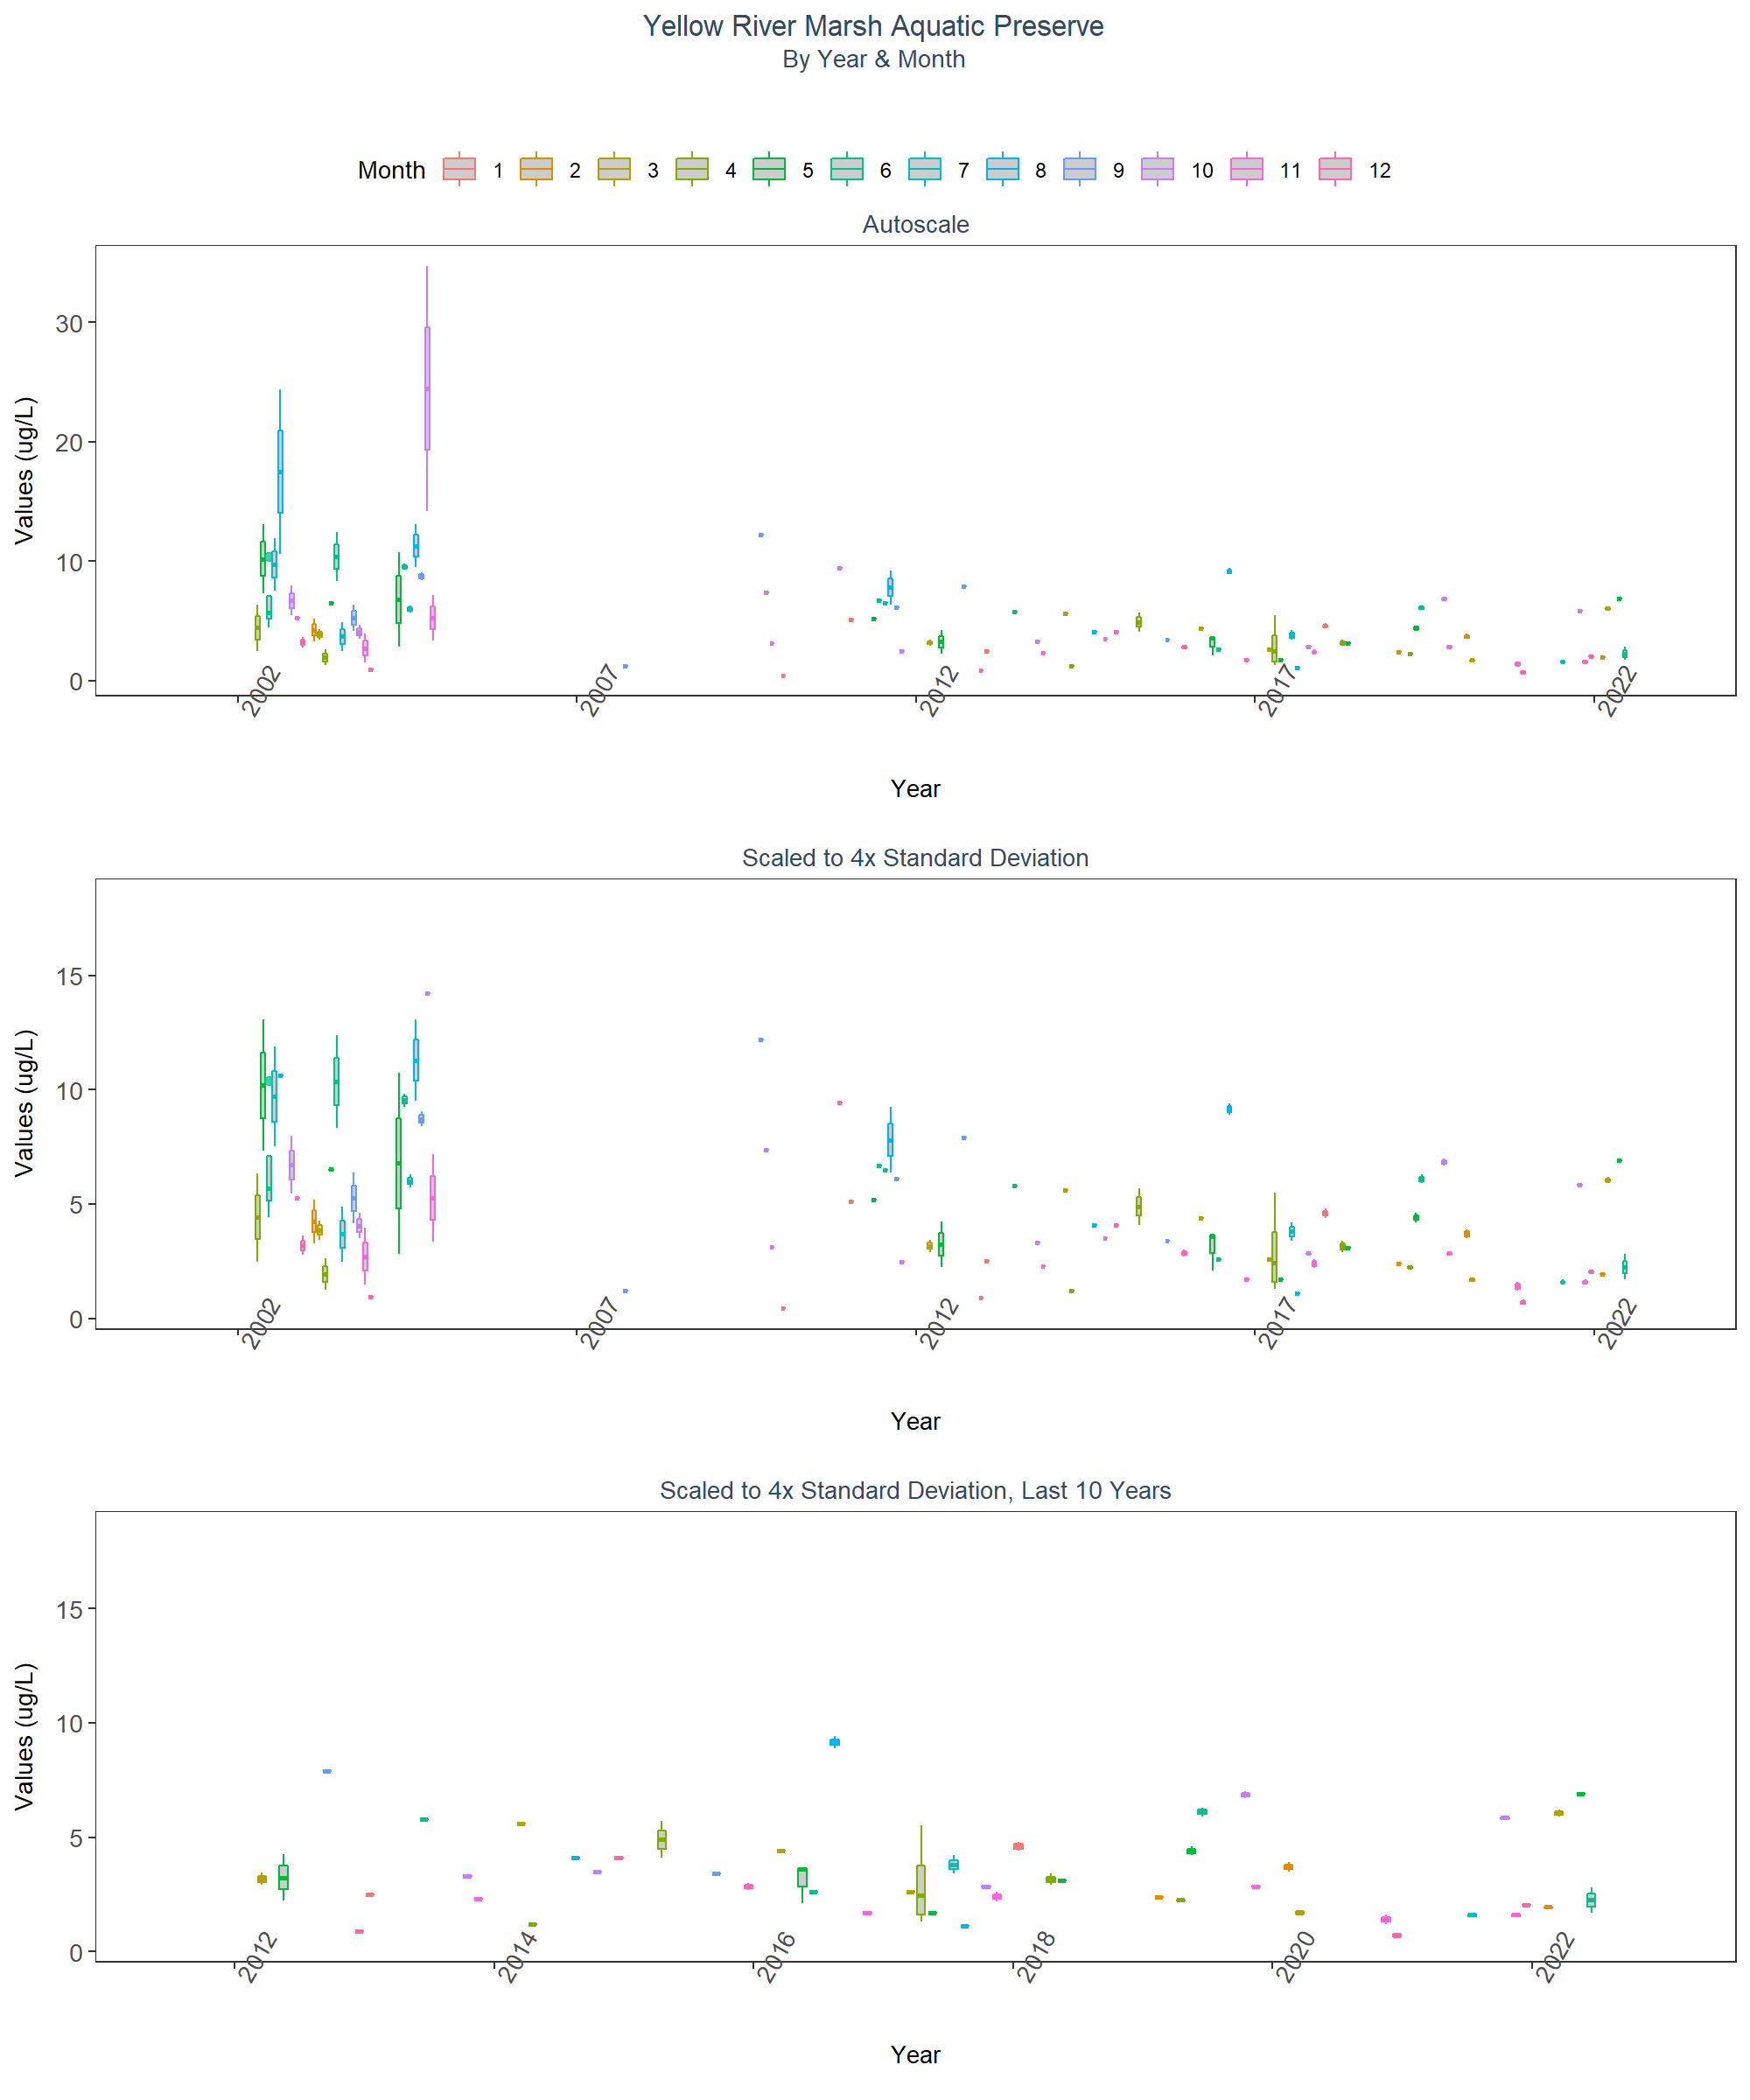 Yellow River Marsh Aquatic Preserve
By Year & Month
Month 1 2 3 4 5 6 7 8 9 10 11 12
Autoscale
Values (ug/L)
30
20
10
0
2002 2007 2012 2017 2022
Year
Scaled to 4x Standard Deviation
Values (ug/L)
15
10
5
0
2002 2007 2012 2017 2022
Year
Scaled to 4x Standard Deviation, Last 10 Years
Values (ug/L)
15
10
5
0
2012 2014 2016 2018 2020 2022
Year